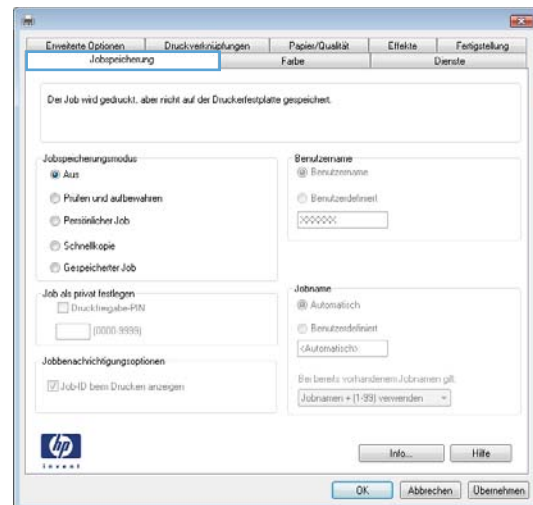 Erweiterte Optionen Druckverknüpfungen Papier/Qualität Effekte Fertigstellung
Jobspeicherung Farbe Dienste
Der Job wird gedruckt, aber nicht auf der Druckerfestplatte gespeichert.
Jobspeicherungsmodus
Aus
Prüfen und aufbewahren
Persönlicher Job
Schnellkopie
Gespeicherter Job
Benutzername
Benutzername
Benutzerdefiniert
XXXXXX
Job als privat festlegen
Druckfreigabe-PIN
(0000-9999)
Jobname
Automatisch
Benutzerdefiniert
<Automatisch>
Bei bereits vorhandenem Jobnamen gilt:
Jobnamen + (1-99) verwenden
Jobbenachrichtigungsoptionen
Job-ID beim Drucken anzeigen
hp
invent
Info... Hilfe
OK Abbrechen Übernehmen